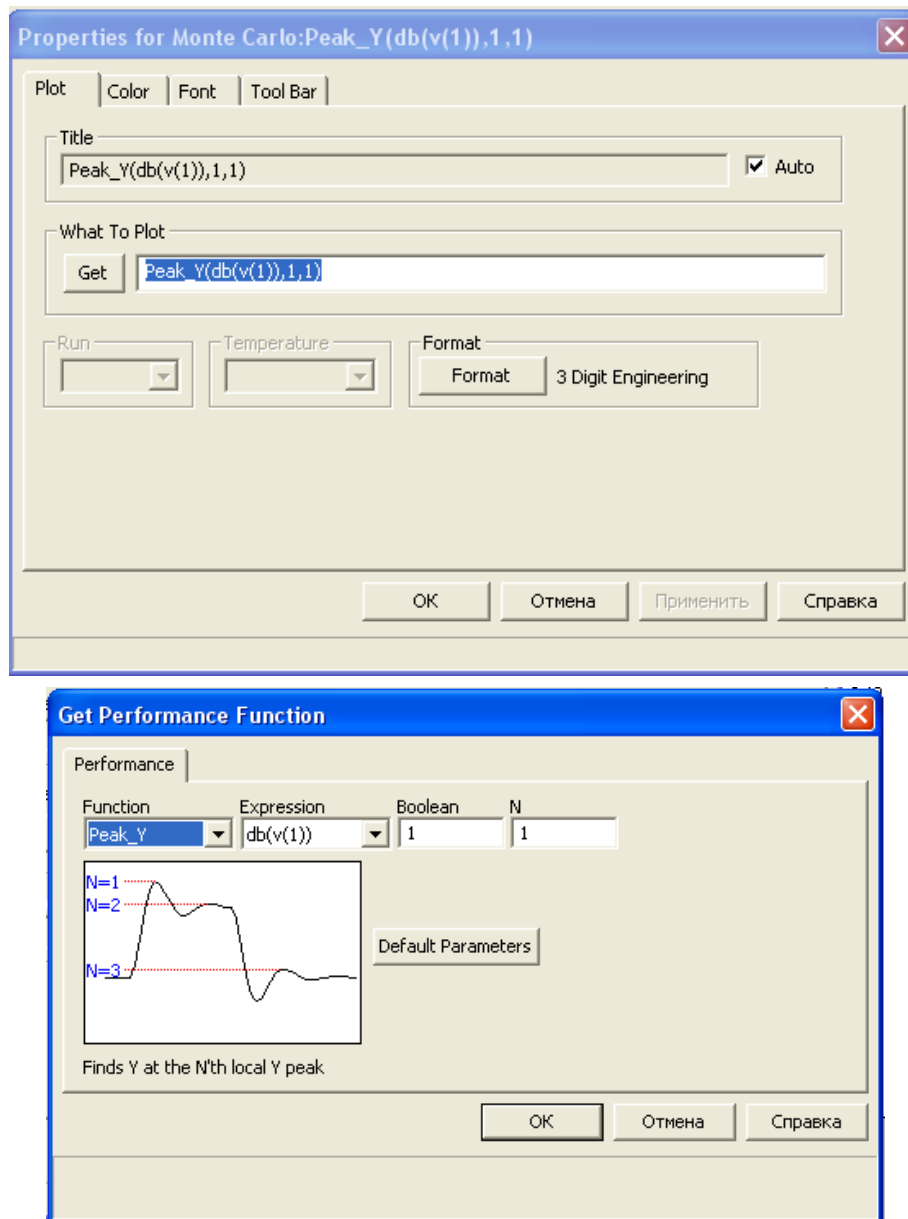 Properties for Monte Carlo:Peak_Y(db(v(1)),1,1)
Plot Color Font Tool Bar
Title
Peak_Y(db(v(1)),1,1) Auto
What To Plot
Get Peak_Y(db(v(1)),1,1)
Run Temperature Format
Format 3 Digit Engineering
OK Отмена Применить Справка
Get Performance Function
Performance
Function Expression Boolean N
Peak_Y db(v(1)) 1 1
N=1
N=2
Default Parameters
N=3
Finds Y at the N'th local Y peak
OK Отмена Справка